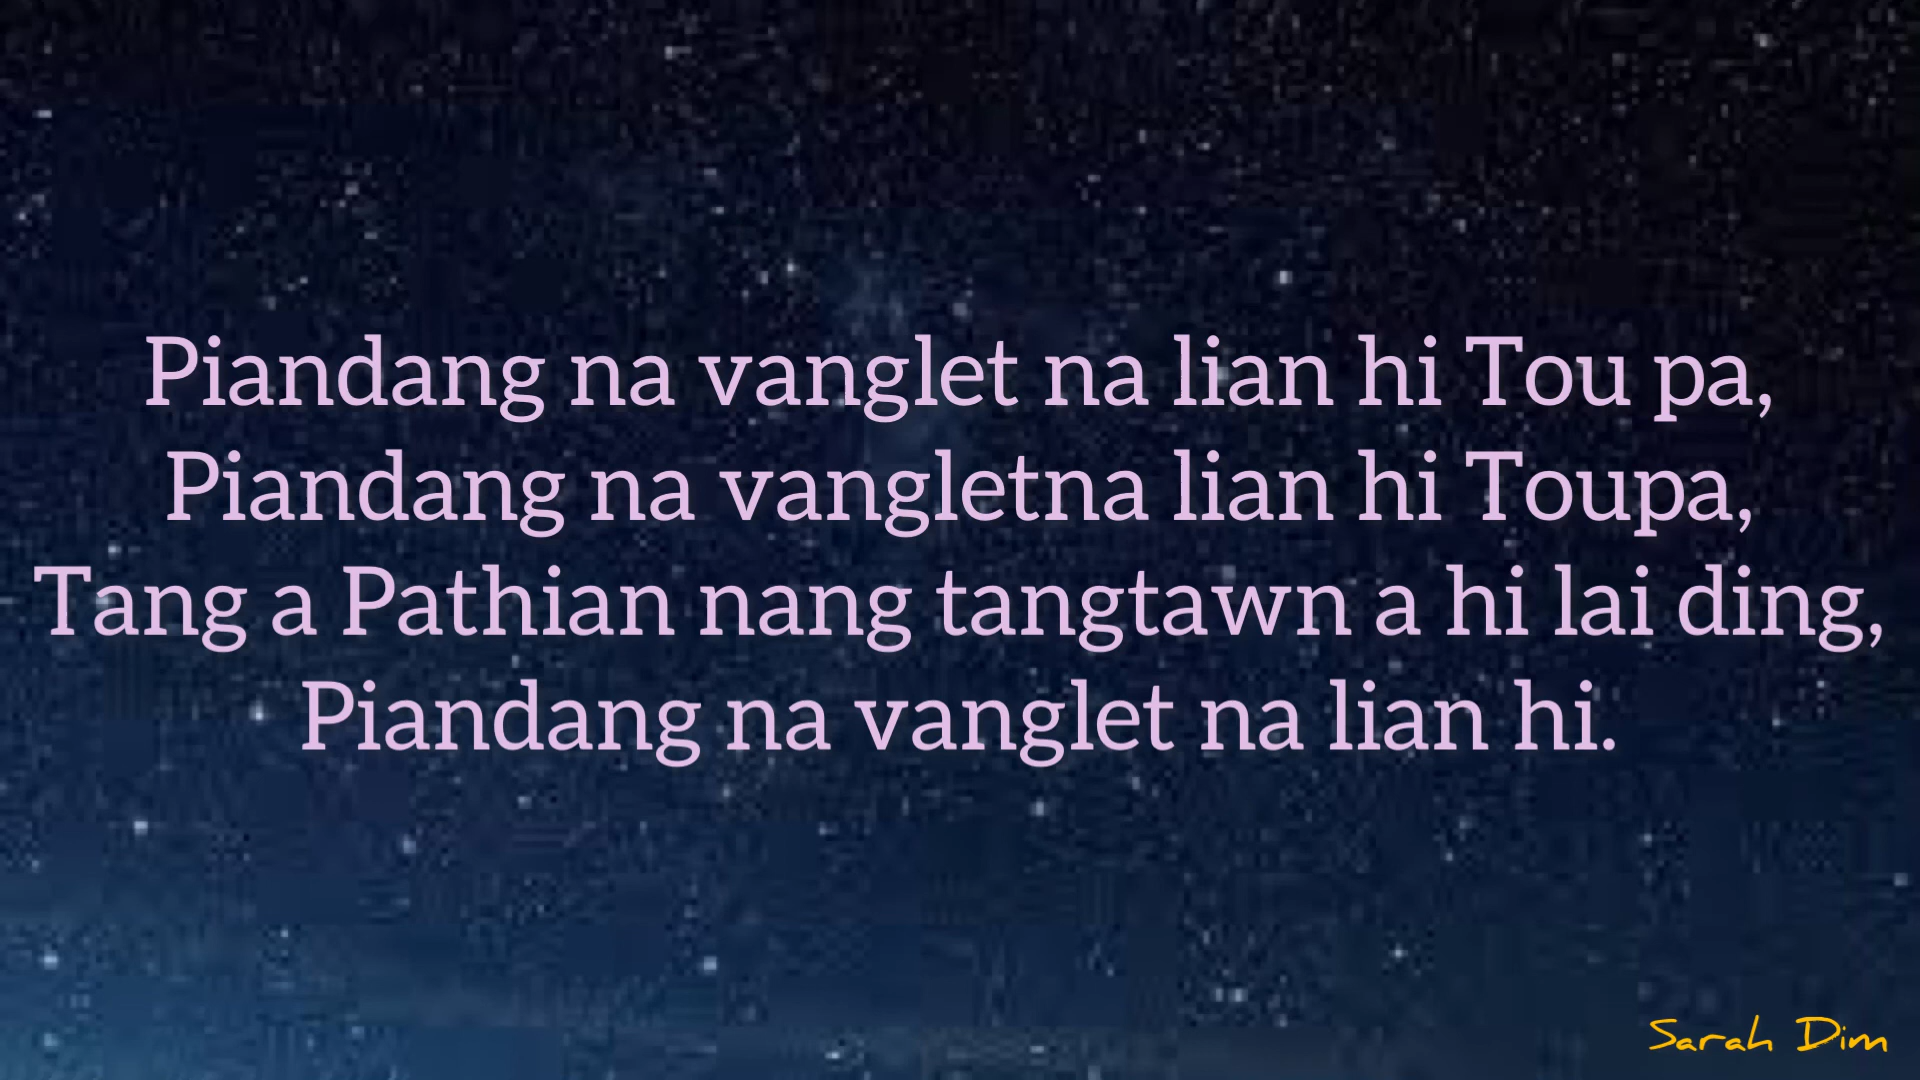 Piandang na vanglet na lian hi Tou pa,
Piandang na vangletna lian hi Toupa,
Tang a Pathian nang tangtawn a hi lai ding,
Piandang na vanglet na lian hi.
Sarah Dim